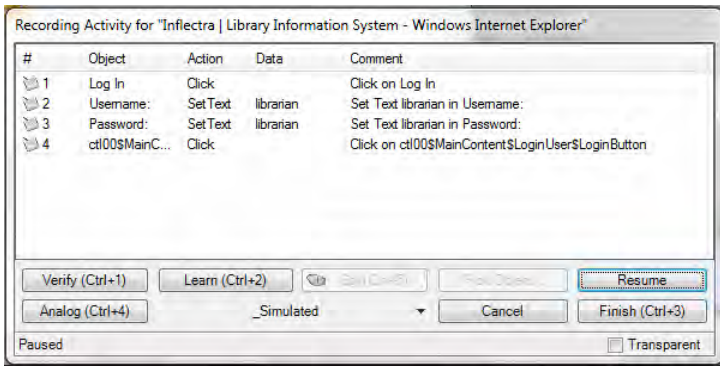 Recording Activity for "Inflectra | Library Information System - Windows Internet Explorer"
# Object Action Data Comment
1 Log In Click Click on Log In
2 Username: SetText librarian Set Text librarian in Username:
3 Password: SetText librarian Set Text librarian in Password:
4 ctl00$MainC... Click Click on ctl00$MainContent$LoginUser$LoginButton
Verify (Ctrl+1) Learn (Ctrl+2) Resume
Analog (Ctrl+4) _Simulated Cancel Finish (Ctrl+3)
Paused Transparent